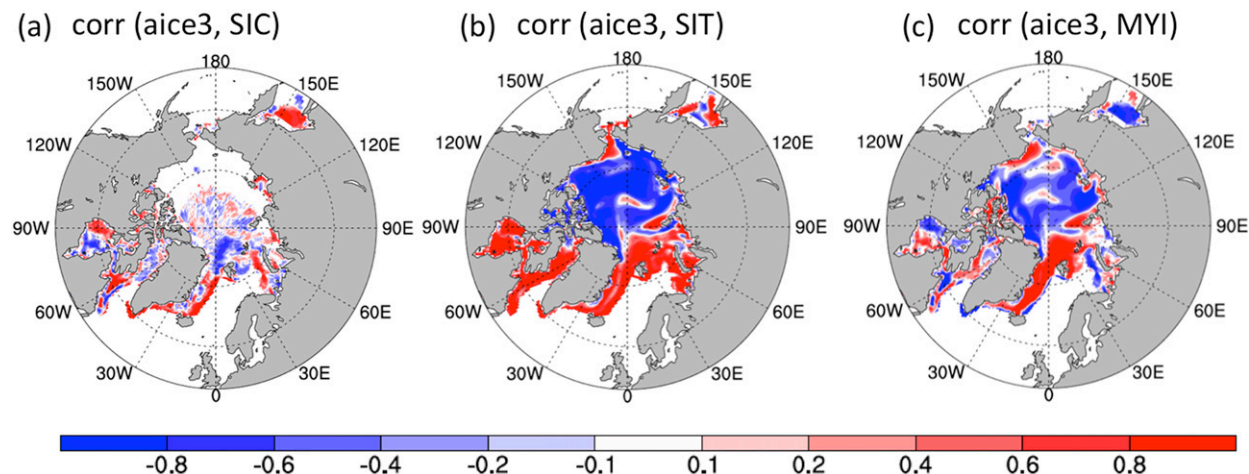 (a) corr (aice3, SIC)
(b) corr (aice3, SIT)
(c) corr (aice3, MYI)
180
150W
150E
120W
120E
90W
90E
60W
60E
30W
30E
0
180
150W
150E
120W
120E
90W
90E
60W
60E
30W
30E
0
180
150W
150E
120W
120E
90W
90E
60W
60E
30W
30E
0
-0.8 -0.6 -0.4 -0.2 -0.1 0.1 0.2 0.4 0.6 0.8